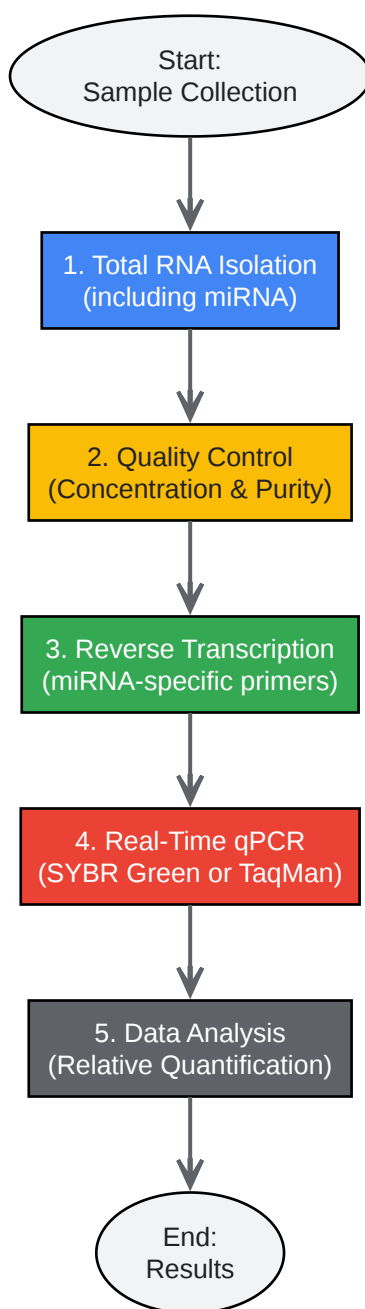 Start:
Sample Collection
1. Total RNA Isolation
(including miRNA)
2. Quality Control
(Concentration & Purity)
3. Reverse Transcription
(miRNA-specific primers)
4. Real-Time qPCR
(SYBR Green or TaqMan)
5. Data Analysis
(Relative Quantification)
End:
Results